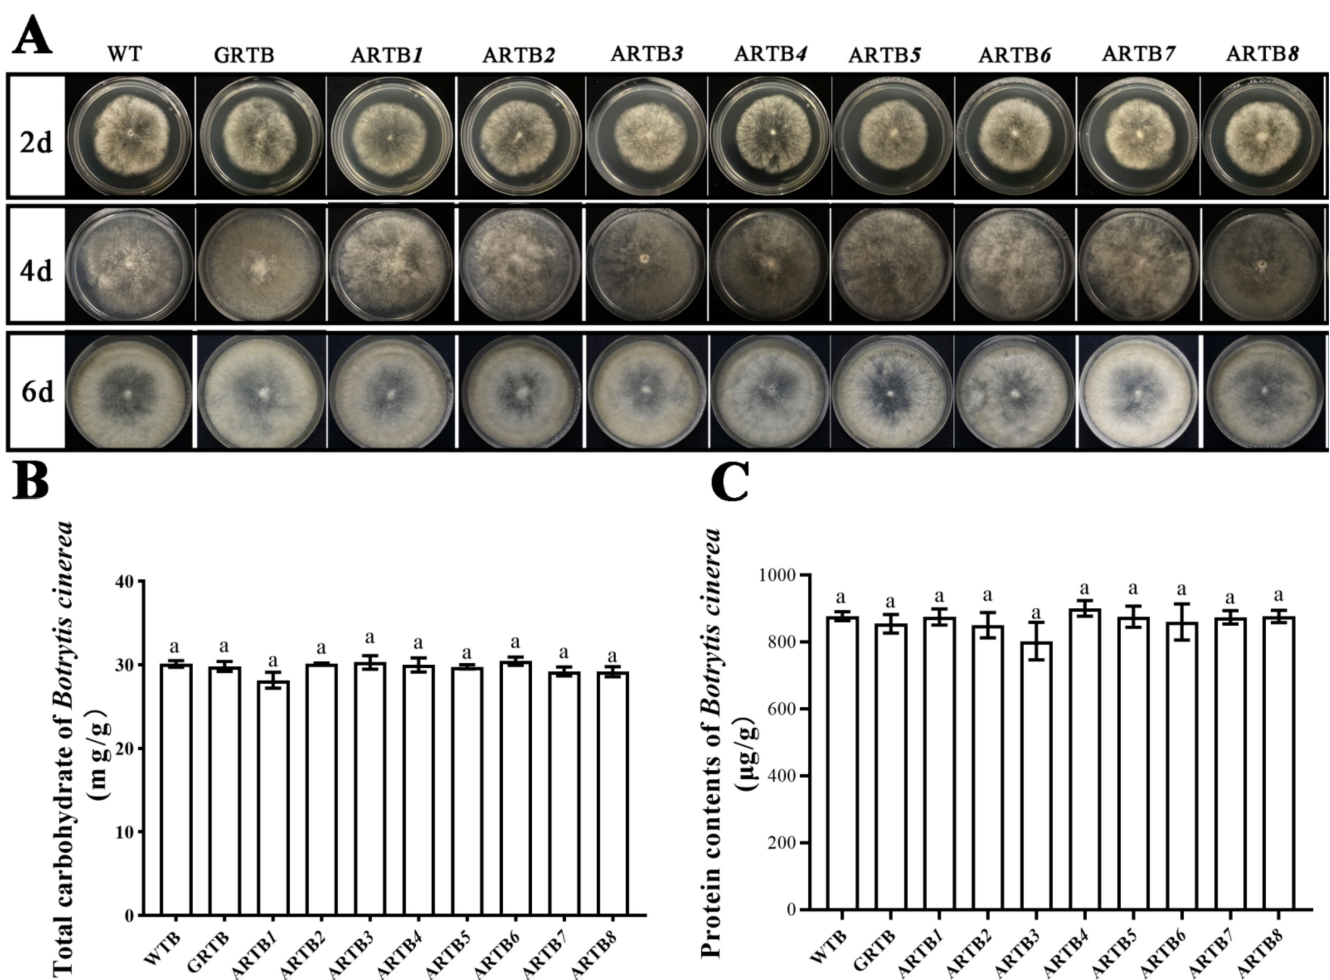 A
WT GRTB ARTB1 ARTB2 ARTB3 ARTB4 ARTB5 ARTB6 ARTB7 ARTB8
2d
4d
6d
B
Total carbohydrate of Botrytis cinerea
(mg/g)
40
30
20
10
0
a a a a a a a a a a
WTB GRTB ARTB1 ARTB2 ARTB3 ARTB4 ARTB5 ARTB6 ARTB7 ARTB8
C
Protein contents of Botrytis cinerea
(μg/g)
1000
800
600
400
200
0
a a a a a a a a a a
WTB GRTB ARTB1 ARTB2 ARTB3 ARTB4 ARTB5 ARTB6 ARTB7 ARTB8